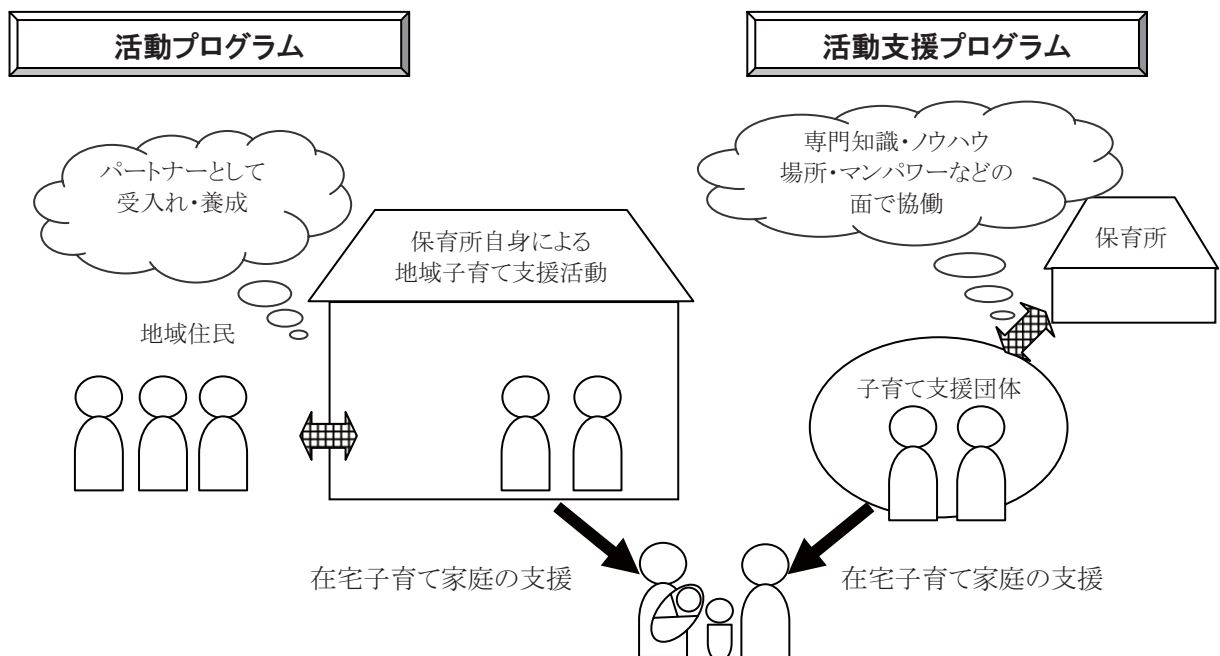 活動プログラム
活動支援プログラム
パートナーとして
受入れ・養成
専門知識・ノウハウ
場所・マンパワーなどの
面で協働
保育所自身による
地域子育て支援活動
保育所
地域住民
子育て支援団体
在宅子育て家庭の支援
在宅子育て家庭の支援